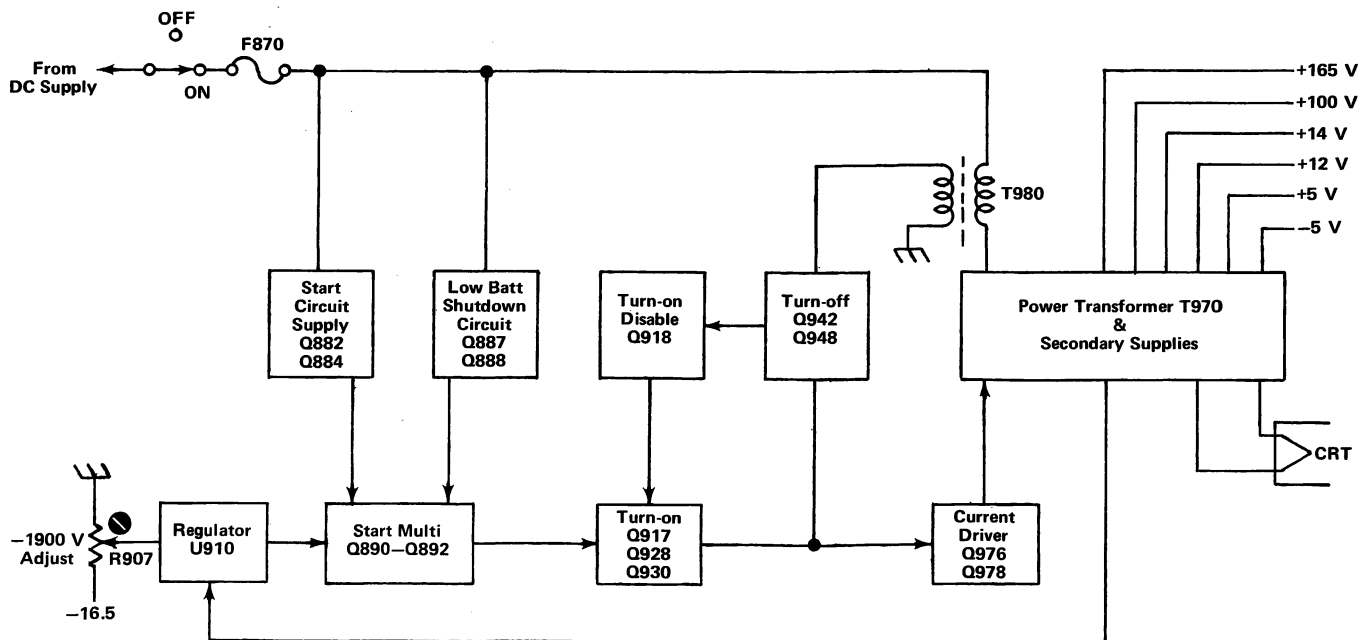 OFF
F870
From
DC Supply
ON
+165 V
+100 V
+14 V
+12 V
+5 V
−5 V
T980
Start
Circuit
Supply
Q882
Q884
Low Batt
Shutdown
Circuit
Q887
Q888
Turn-on
Disable
Q918
Turn-off
Q942
Q948
Power Transformer T970
&
Secondary Supplies
CRT
−1900 V
Adjust
R907
−16.5
Regulator
U910
Start Multi
Q890—Q892
Turn-on
Q917
Q928
Q930
Current
Driver
Q976
Q978